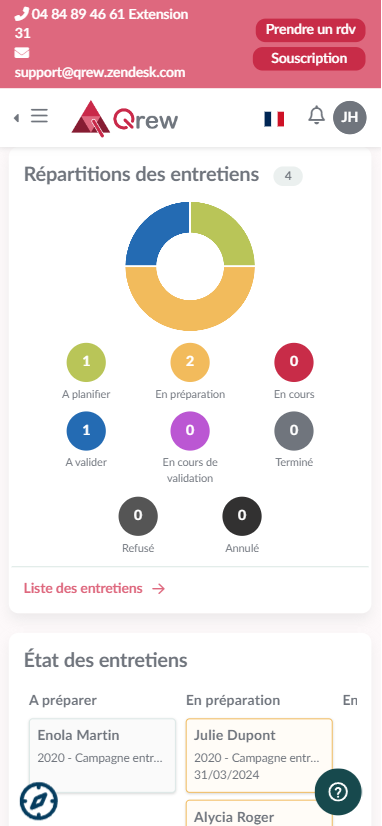 04 84 89 46 61 Extension
31
support@qrew.zendesk.com
Prendre un rdv
Souscription
Qrew
JH
Répartitions des entretiens 4
1 2 0
A planifier En préparation En cours
1 0 0
A valider En cours de validation Terminé
0 0
Refusé Annulé
Liste des entretiens
État des entretiens
A préparer En préparation En
Enola Martin
2020 - Campagne entr...
Julie Dupont
2020 - Campagne entr...
31/03/2024
Alycia Roger